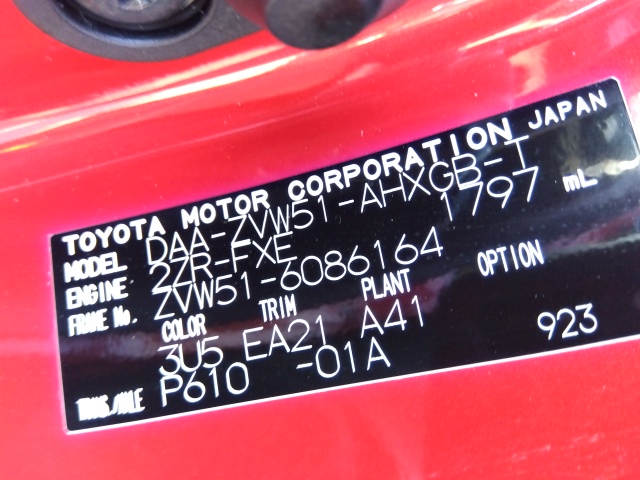 TOYOTA MOTOR CORPORATION JAPAN
MODEL DAA-ZVW51-AHXGB-T
ENGINE 2ZR-FXE 1797 mL
FRAME No. ZVW51-6086164
COLOR TRIM PLANT OPTION
3U5 EA21 A41
TRANS./AXLE P610 -01A 923